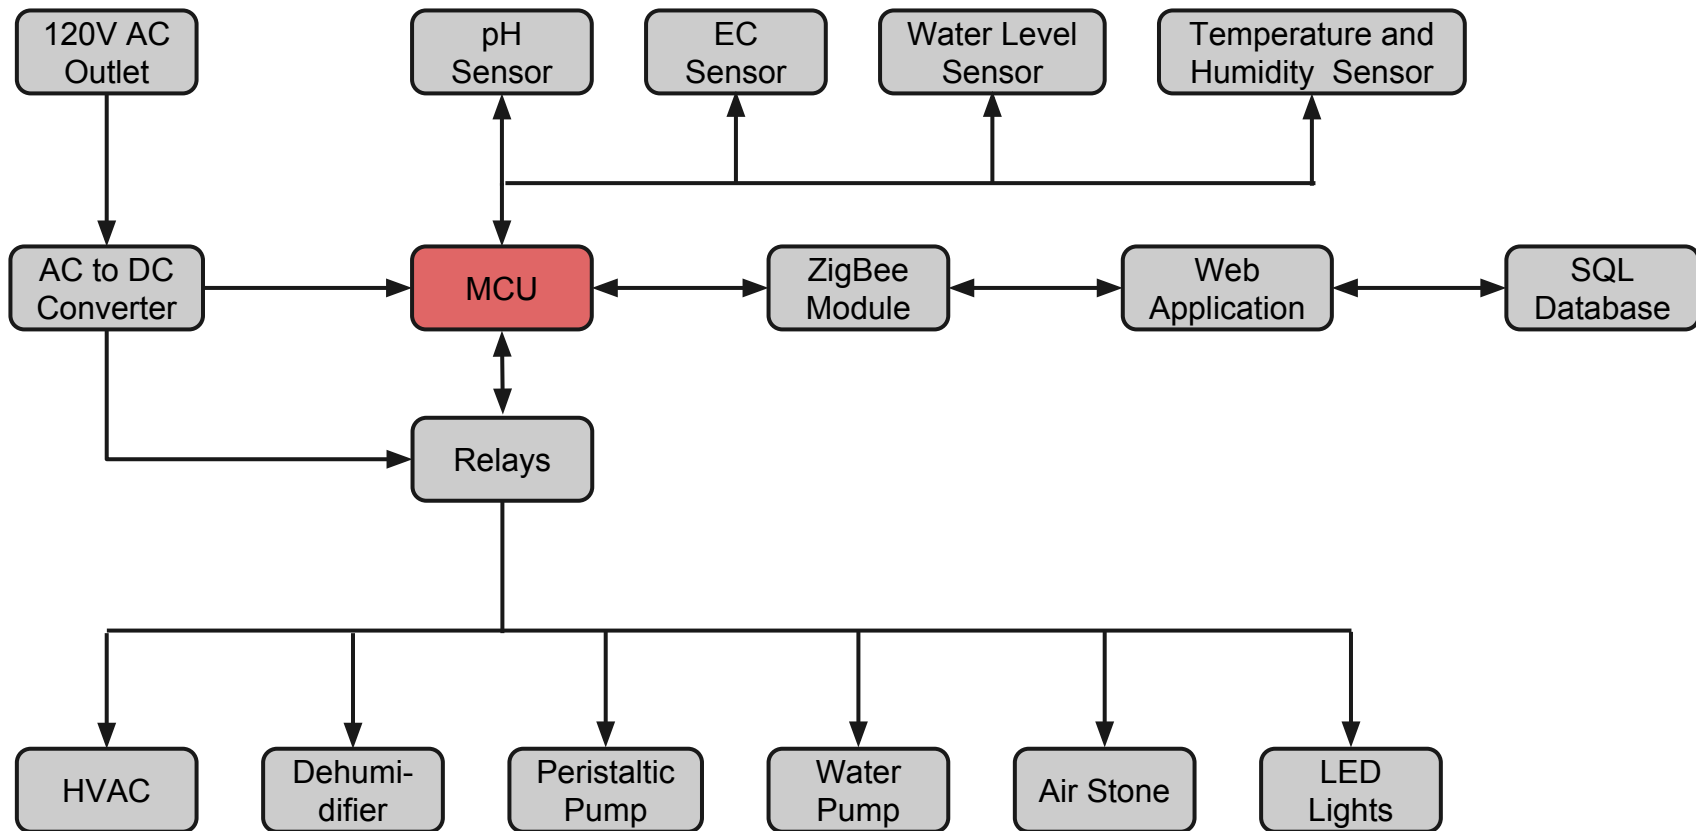 120V AC
Outlet
pH
Sensor
EC
Sensor
Water Level
Sensor
Temperature and
Humidity Sensor
AC to DC
Converter
MCU
ZigBee
Module
Web
Application
SQL
Database
Relays
HVAC
Dehumi-
difier
Peristaltic
Pump
Water
Pump
Air Stone
LED
Lights